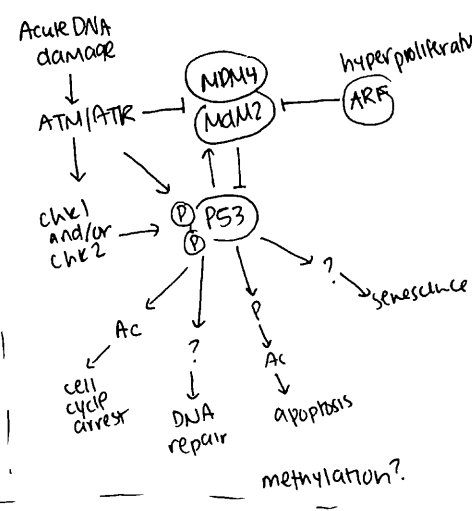 Acute DNA
damage
hyperproliferati
MDM4
MdM2
ARF
ATM/ATR
chk1
and/or
chk2
P
P
P53
?
senescence
Ac
?
P
Ac
cell
cycle
arrest
DNA
repair
apoptosis
methylation?